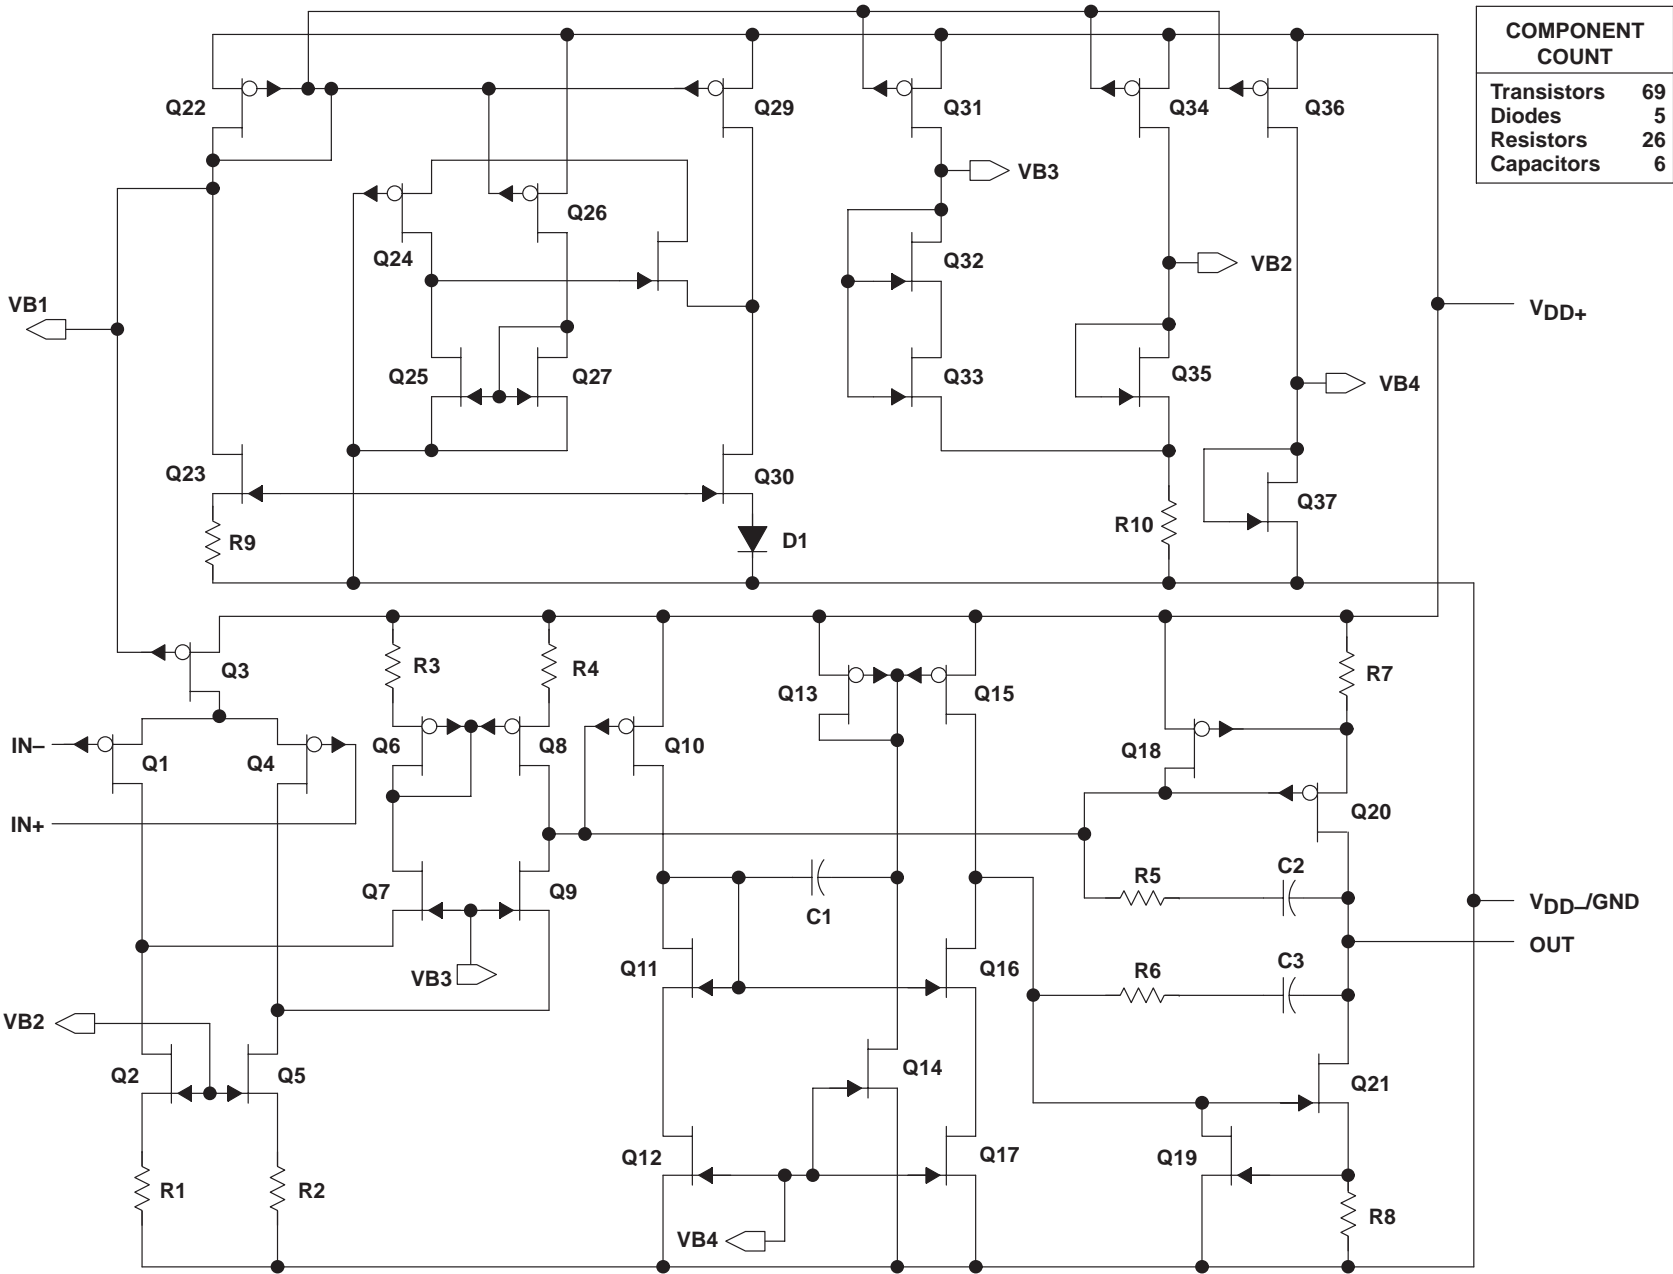 COMPONENT
COUNT
Transistors 69
Diodes 5
Resistors 26
Capacitors 6
Q22
Q29
Q31
Q34
Q36
VB3
Q26
Q24
Q32
VB2
VB1
VDD+
Q25
Q27
Q33
Q35
VB4
Q23
Q30
Q37
R9
D1
R10
Q3
R3
R4
Q13
Q15
R7
IN–
Q1
Q4
Q6
Q8
Q10
Q18
IN+
Q20
Q7
Q9
C1
R5
C2
VDD–/GND
OUT
VB3
Q11
Q16
R6
C3
VB2
Q2
Q5
Q14
Q21
Q12
Q17
Q19
R1
R2
R8
VB4